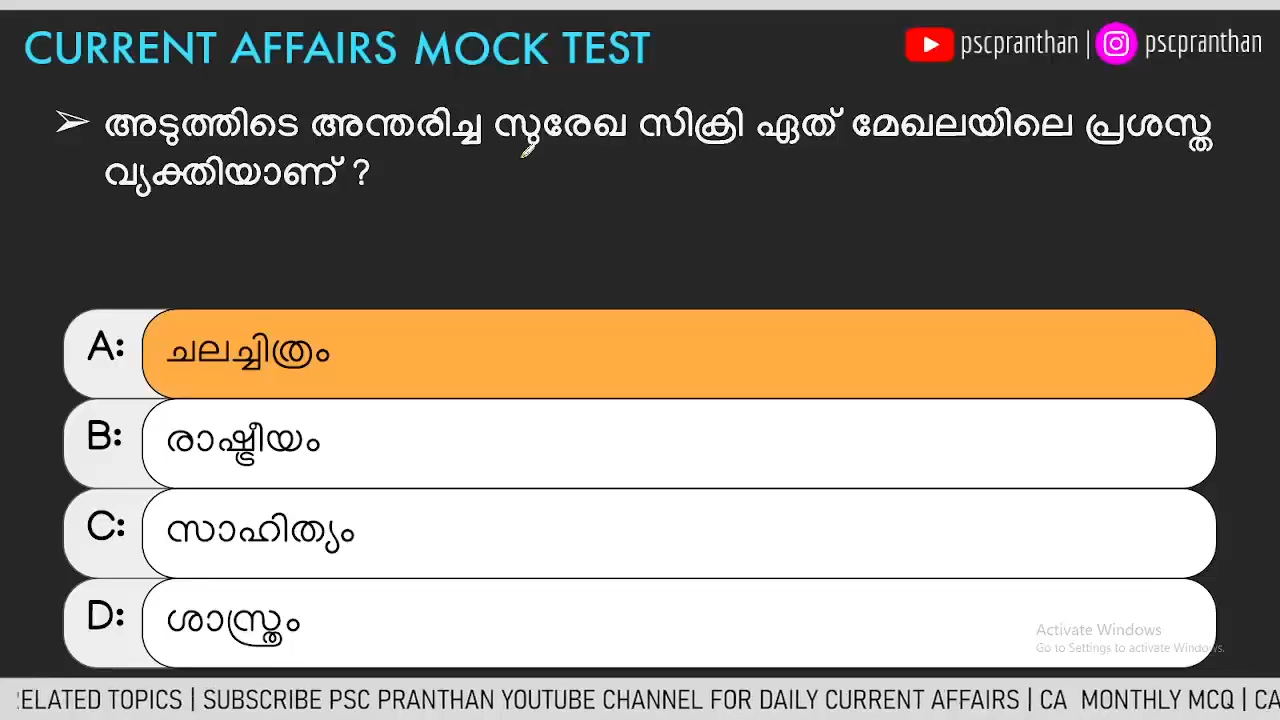 CURRENT AFFAIRS MOCK TEST
pscpranthan | pscpranthan
➢ അടുത്തിടെ അന്തരിച്ച സുരേഖ സിക്രി ഏത് മേഖലയിലെ പ്രശസ്ത
വ്യക്തിയാണ് ?
A: ചലച്ചിത്രം
B: രാഷ്ട്രീയം
C: സാഹിത്യം
D: ശാസ്ത്രം
Activate Windows
Go to Settings to activate Windows.
ELATED TOPICS | SUBSCRIBE PSC PRANTHAN YOUTUBE CHANNEL FOR DAILY CURRENT AFFAIRS | CA MONTHLY MCQ | CA